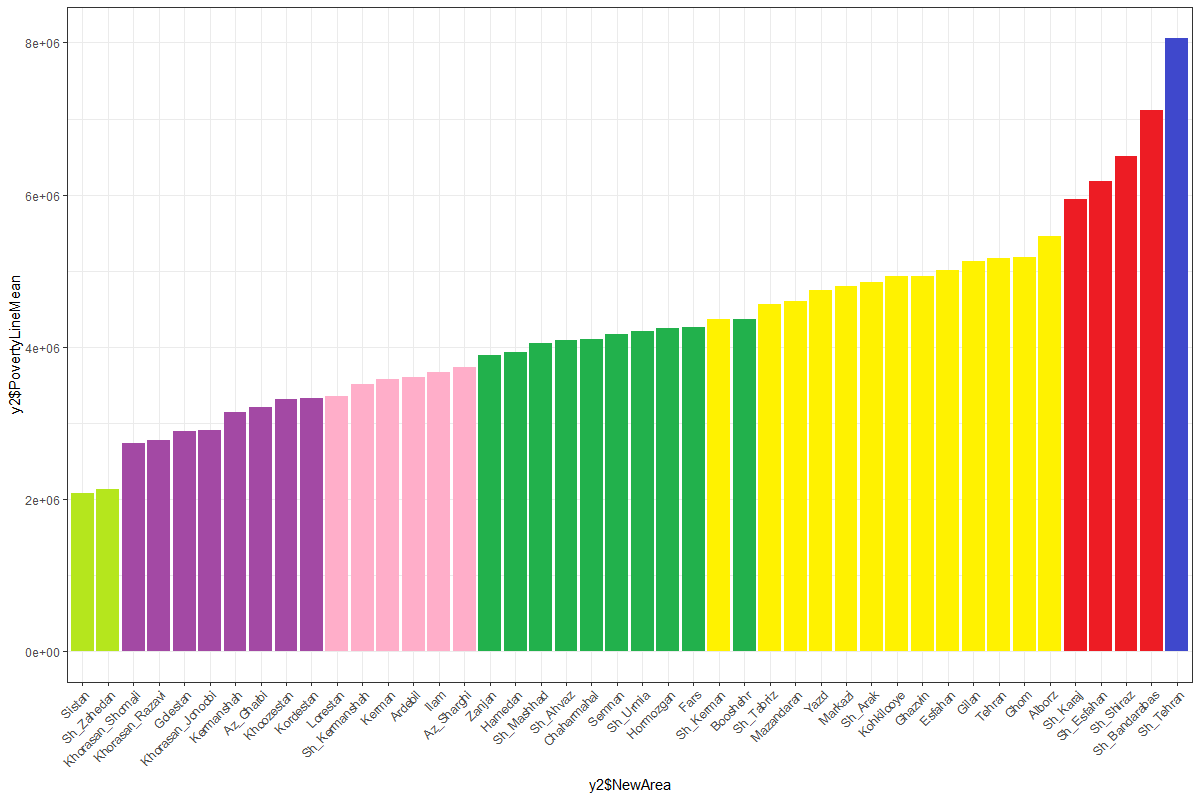 8e+06
6e+06
4e+06
2e+06
0e+00
y2$PovertyLineMean
Sistan
Sh_Zahedan
Khorasan_Shomali
Khorasan_Razavi
Golestan
Khorasan_Jonoobi
Kermanshah
Az_Gharbi
Khoozestan
Kordestan
Lorestan
Sh_Kermanshah
Kerman
Ardebil
Ilam
Az_Sharghi
Zanjan
Hamedan
Sh_Mashhad
Sh_Ahvaz
Chaharmahal
Semnan
Sh_Urmia
Hormozgan
Fars
Sh_Kerman
Booshehr
Sh_Tabriz
Mazandaran
Yazd
Markazi
Sh_Arak
Kohkilooye
Ghazvin
Esfahan
Gilan
Tehran
Ghom
Alborz
Sh_Karaj
Sh_Esfahan
Sh_Shiraz
Sh_Bandarabas
Sh_Tehran
y2$NewArea